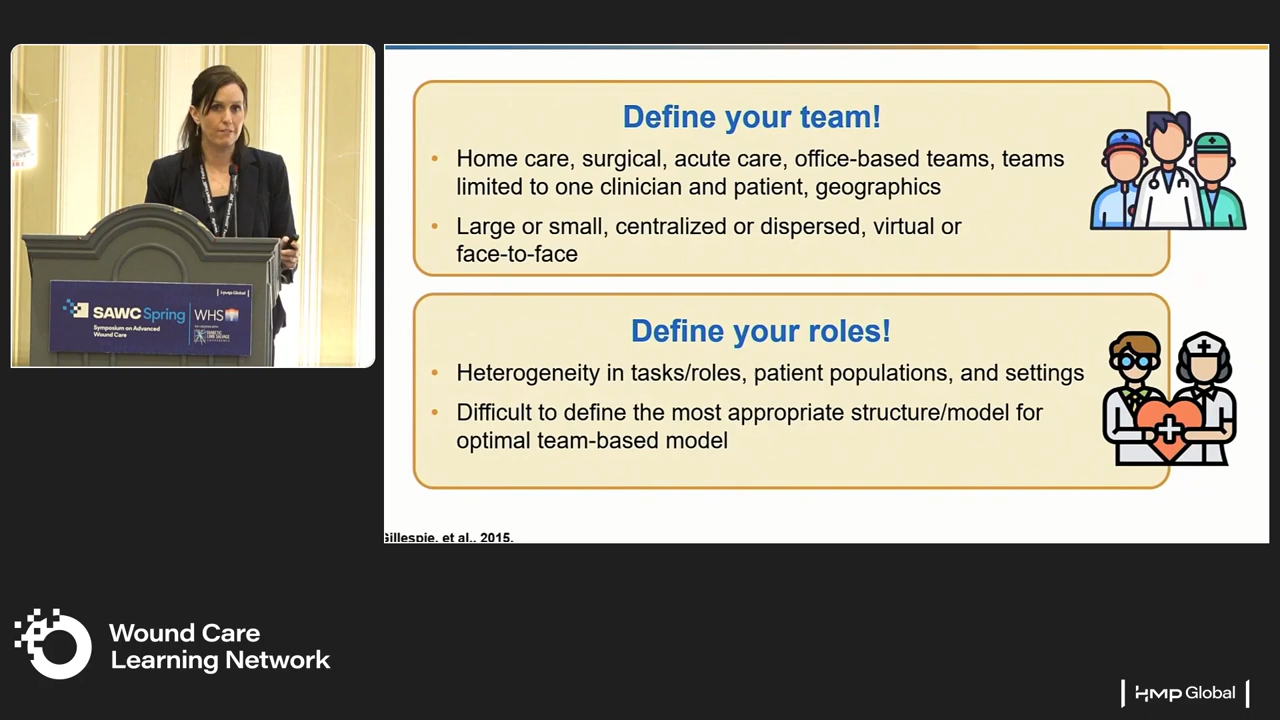 Define your team!
• Home care, surgical, acute care, office-based teams, teams
limited to one clinician and patient, geographics
• Large or small, centralized or dispersed, virtual or
face-to-face
Define your roles!
• Heterogeneity in tasks/roles, patient populations, and settings
• Difficult to define the most appropriate structure/model for
optimal team-based model
Gillespie, et al., 2015.
HMP Global
SAWC Spring
Symposium on Advanced
Wound Care
WHS
Wound Care
Learning Network
HMP Global